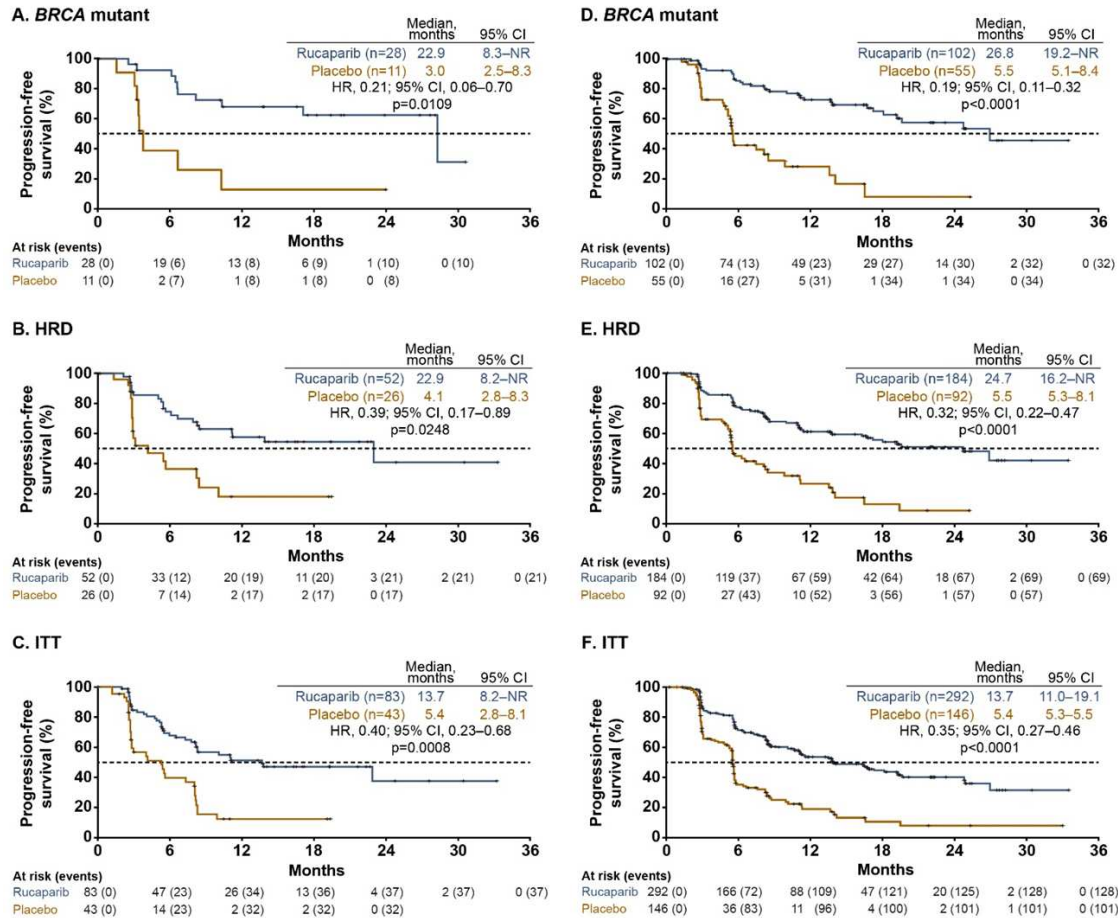 A. BRCA mutant
Median, months 95% CI
Rucaparib (n=28) 22.9 8.3–NR
Placebo (n=11) 3.0 2.5–8.3
HR, 0.21; 95% CI, 0.06–0.70
p=0.0109
Progression-free survival (%)
100
80
60
40
20
0
0 6 12 18 24 30 36
Months
At risk (events)
Rucaparib 28 (0) 19 (6) 13 (8) 6 (9) 1 (10) 0 (10)
Placebo 11 (0) 2 (7) 1 (8) 1 (8) 0 (8)
B. HRD
Median, months 95% CI
Rucaparib (n=52) 22.9 8.2–NR
Placebo (n=26) 4.1 2.8–8.3
HR, 0.39; 95% CI, 0.17–0.89
p=0.0248
Progression-free survival (%)
100
80
60
40
20
0
0 6 12 18 24 30 36
Months
At risk (events)
Rucaparib 52 (0) 33 (12) 20 (19) 11 (20) 3 (21) 2 (21) 0 (21)
Placebo 26 (0) 7 (14) 2 (17) 2 (17) 0 (17)
C. ITT
Median, months 95% CI
Rucaparib (n=83) 13.7 8.2–NR
Placebo (n=43) 5.4 2.8–8.1
HR, 0.40; 95% CI, 0.23–0.68
p=0.0008
Progression-free survival (%)
100
80
60
40
20
0
0 6 12 18 24 30 36
Months
At risk (events)
Rucaparib 83 (0) 47 (23) 26 (34) 13 (36) 4 (37) 2 (37) 0 (37)
Placebo 43 (0) 14 (23) 2 (32) 2 (32) 0 (32)
D. BRCA mutant
Median, months 95% CI
Rucaparib (n=102) 26.8 19.2–NR
Placebo (n=55) 5.5 5.1–8.4
HR, 0.19; 95% CI, 0.11–0.32
p<0.0001
Progression-free survival (%)
100
80
60
40
20
0
0 6 12 18 24 30 36
Months
At risk (events)
Rucaparib 102 (0) 74 (13) 49 (23) 29 (27) 14 (30) 2 (32) 0 (32)
Placebo 55 (0) 16 (27) 5 (31) 1 (34) 1 (34) 0 (34)
E. HRD
Median, months 95% CI
Rucaparib (n=184) 24.7 16.2–NR
Placebo (n=92) 5.5 5.3–8.1
HR, 0.32; 95% CI, 0.22–0.47
p<0.0001
Progression-free survival (%)
100
80
60
40
20
0
0 6 12 18 24 30 36
Months
At risk (events)
Rucaparib 184 (0) 119 (37) 67 (59) 42 (64) 18 (67) 2 (69) 0 (69)
Placebo 92 (0) 27 (43) 10 (52) 3 (56) 1 (57) 0 (57)
F. ITT
Median, months 95% CI
Rucaparib (n=292) 13.7 11.0–19.1
Placebo (n=146) 5.4 5.3–5.5
HR, 0.35; 95% CI, 0.27–0.46
p<0.0001
Progression-free survival (%)
100
80
60
40
20
0
0 6 12 18 24 30 36
Months
At risk (events)
Rucaparib 292 (0) 166 (72) 88 (109) 47 (121) 20 (125) 2 (128) 0 (128)
Placebo 146 (0) 36 (83) 11 (96) 4 (100) 2 (101) 1 (101) 0 (101)